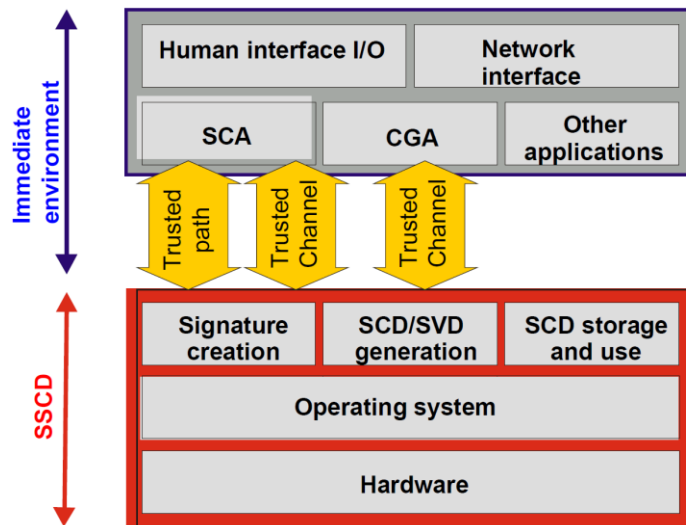 Immediate
environment
Human interface I/O
Network
interface
SCA
CGA
Other
applications
Trusted
path
Trusted
Channel
Trusted
Channel
SSCD
Signature
creation
SCD/SVD
generation
SCD storage
and use
Operating system
Hardware